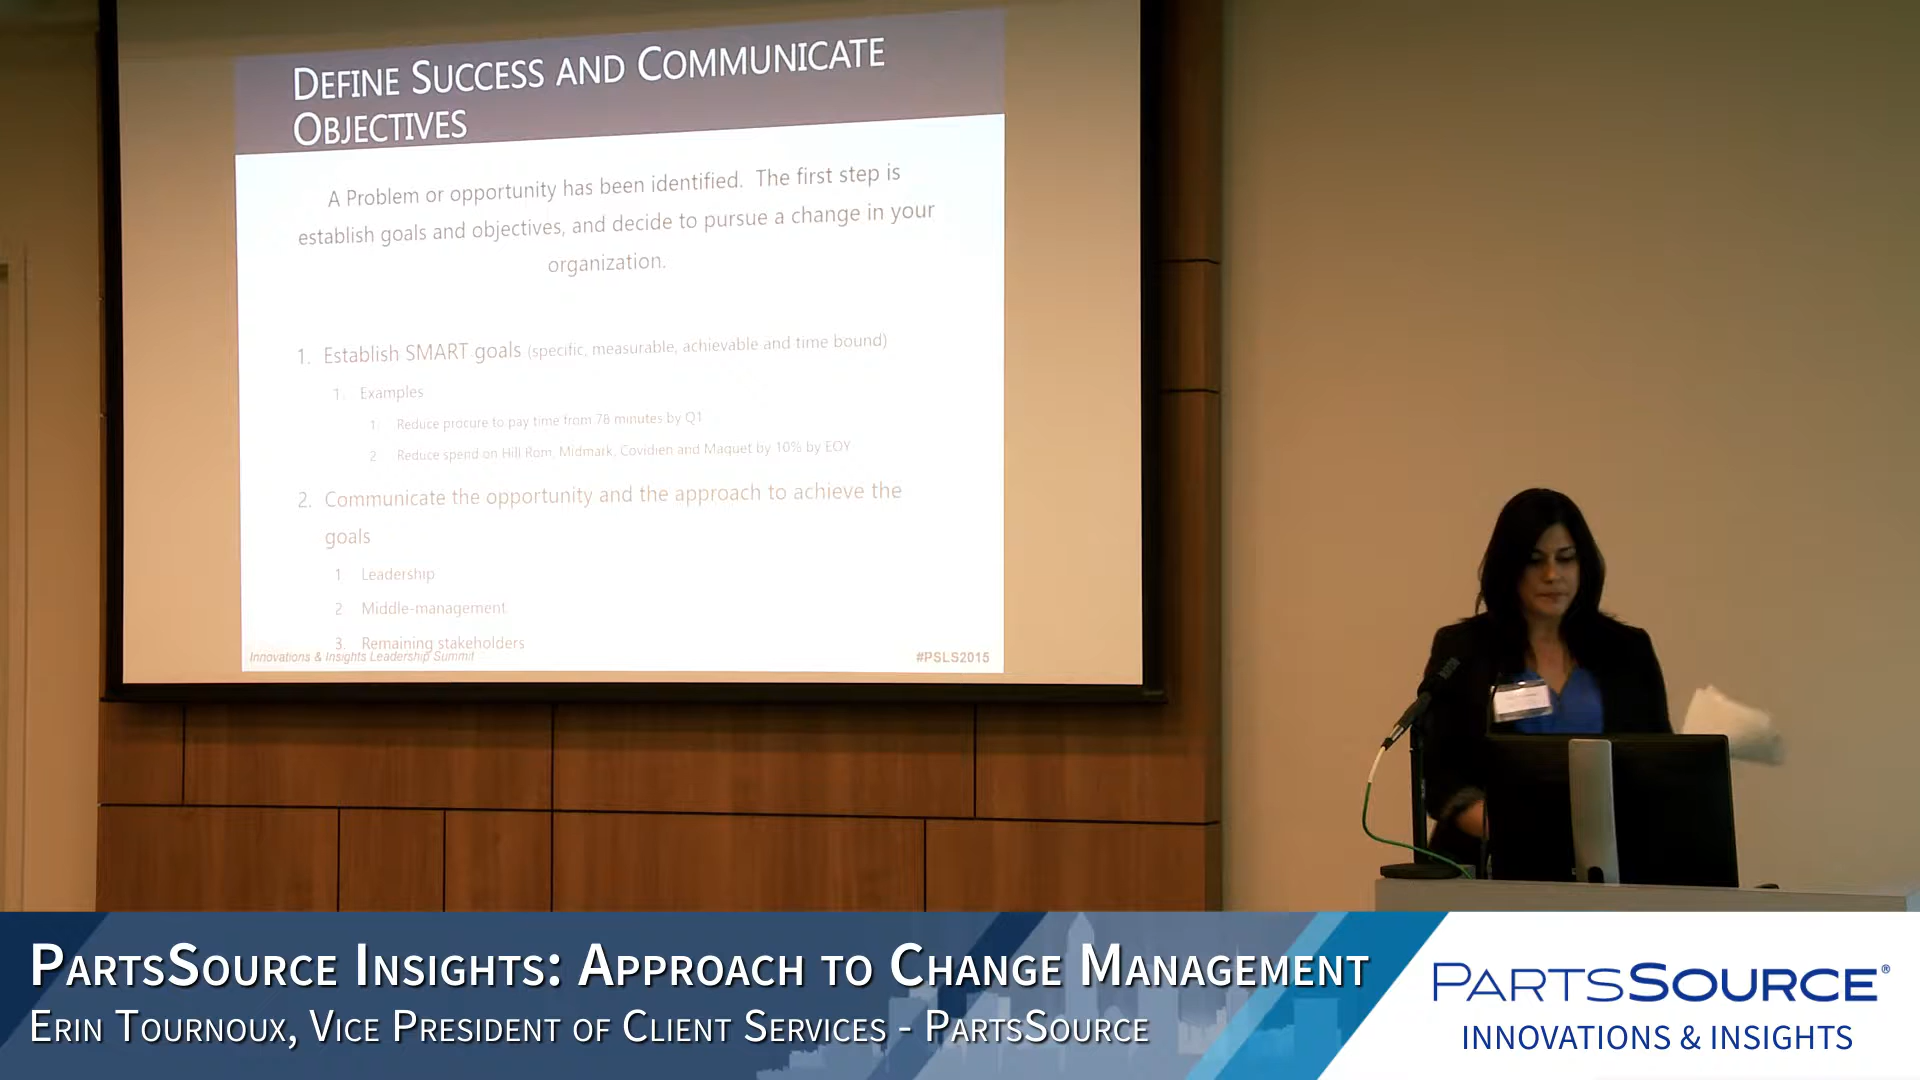 DEFINE SUCCESS AND COMMUNICATE
OBJECTIVES
A Problem or opportunity has been identified. The first step is
establish goals and objectives, and decide to pursue a change in your
organization.
1. Establish SMART goals (specific, measurable, achievable and time bound)
1. Examples
1 Reduce procure to pay time from 78 minutes by Q1
2 Reduce spend on Hill Rom, Midmark, Covidien and Maquet by 10% by EOY
2. Communicate the opportunity and the approach to achieve the
goals
1 Leadership
2 Middle-management
3. Remaining stakeholders
Innovations & Insights Leadership Summit
#PSLS2015
PARTSSOURCE INSIGHTS: APPROACH TO CHANGE MANAGEMENT
ERIN TOURNOUX, VICE PRESIDENT OF CLIENT SERVICES - PARTSSOURCE
PARTSSOURCE®
INNOVATIONS & INSIGHTS